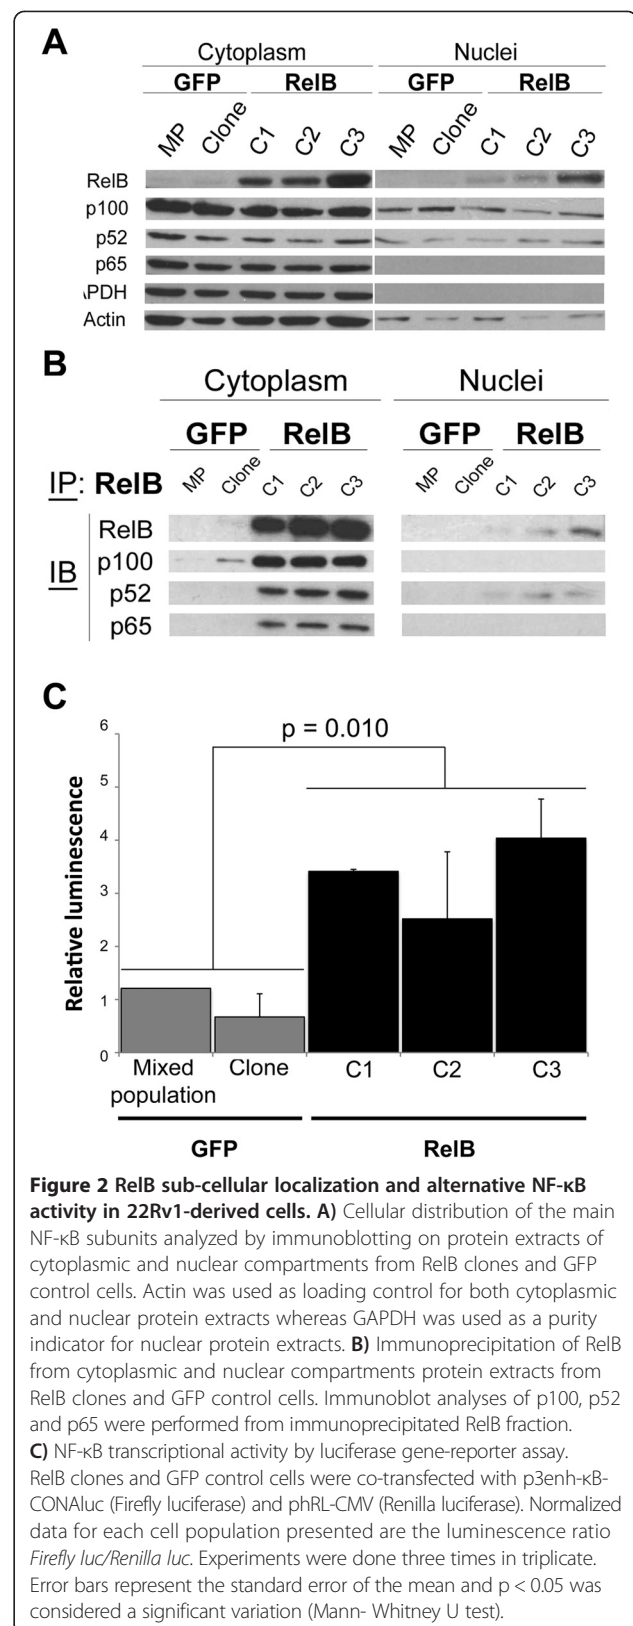 A
Cytoplasm Nuclei
GFP RelB GFP RelB
MP Clone C1 C2 C3 MP Clone C1 C2 C3
RelB
p100
p52
p65
APDH
Actin
B
Cytoplasm Nuclei
GFP RelB GFP RelB
IP: RelB MP Clone C1 C2 C3 MP Clone C1 C2 C3
IB
RelB
p100
p52
p65
C
p = 0.010
Relative luminescence
6
5
4
3
2
1
0
Mixed population Clone C1 C2 C3
GFP RelB
Figure 2 RelB sub-cellular localization and alternative NF-κB
activity in 22Rv1-derived cells. A) Cellular distribution of the main
NF-κB subunits analyzed by immunoblotting on protein extracts of
cytoplasmic and nuclear compartments from RelB clones and GFP
control cells. Actin was used as loading control for both cytoplasmic
and nuclear protein extracts whereas GAPDH was used as a purity
indicator for nuclear protein extracts. B) Immunoprecipitation of RelB
from cytoplasmic and nuclear compartments protein extracts from
RelB clones and GFP control cells. Immunoblot analyses of p100, p52
and p65 were performed from immunoprecipitated RelB fraction.
C) NF-κB transcriptional activity by luciferase gene-reporter assay.
RelB clones and GFP control cells were co-transfected with p3enh-κB-
CONAluc (Firefly luciferase) and phRL-CMV (Renilla luciferase). Normalized
data for each cell population presented are the luminescence ratio
Firefly luc/Renilla luc. Experiments were done three times in triplicate.
Error bars represent the standard error of the mean and p < 0.05 was
considered a significant variation (Mann- Whitney U test).